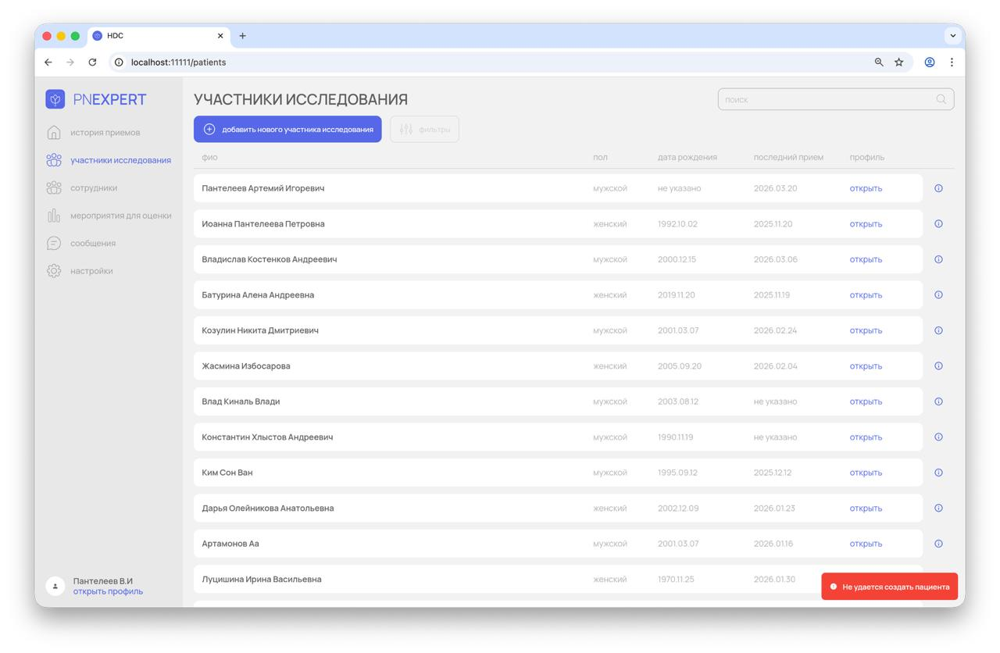 HDC
localhost:11111/patients
PNEXPERT
история приемов
участники исследования
сотрудники
мероприятия для оценки
сообщения
настройки
Пантелеев В.И
открыть профиль
УЧАСТНИКИ ИССЛЕДОВАНИЯ
поиск
добавить нового участника исследования
фильтры
фио пол дата рождения последний прием профиль
Пантелеев Артемий Игоревич мужской не указано 2026.03.20 открыть
Иоанна Пантелеева Петровна женский 1992.10.02 2025.11.20 открыть
Владислав Костенков Андреевич мужской 2000.12.15 2026.03.06 открыть
Батурина Алена Андреевна женский 2019.11.20 2025.11.19 открыть
Козулин Никита Дмитриевич мужской 2001.03.07 2026.02.24 открыть
Жасмина Избосарова женский 2005.09.20 2026.02.04 открыть
Влад Киналь Влади мужской 2003.08.12 не указано открыть
Константин Хлыстов Андреевич мужской 1990.11.19 не указано открыть
Ким Сон Ван мужской 1995.09.12 2025.12.12 открыть
Дарья Олейникова Анатольевна женский 2002.12.09 2026.01.23 открыть
Артамонов Аа мужской 2001.03.07 2026.01.16 открыть
Луцишина Ирина Васильевна женский 1970.11.25 2026.01.30
Не удается создать пациента